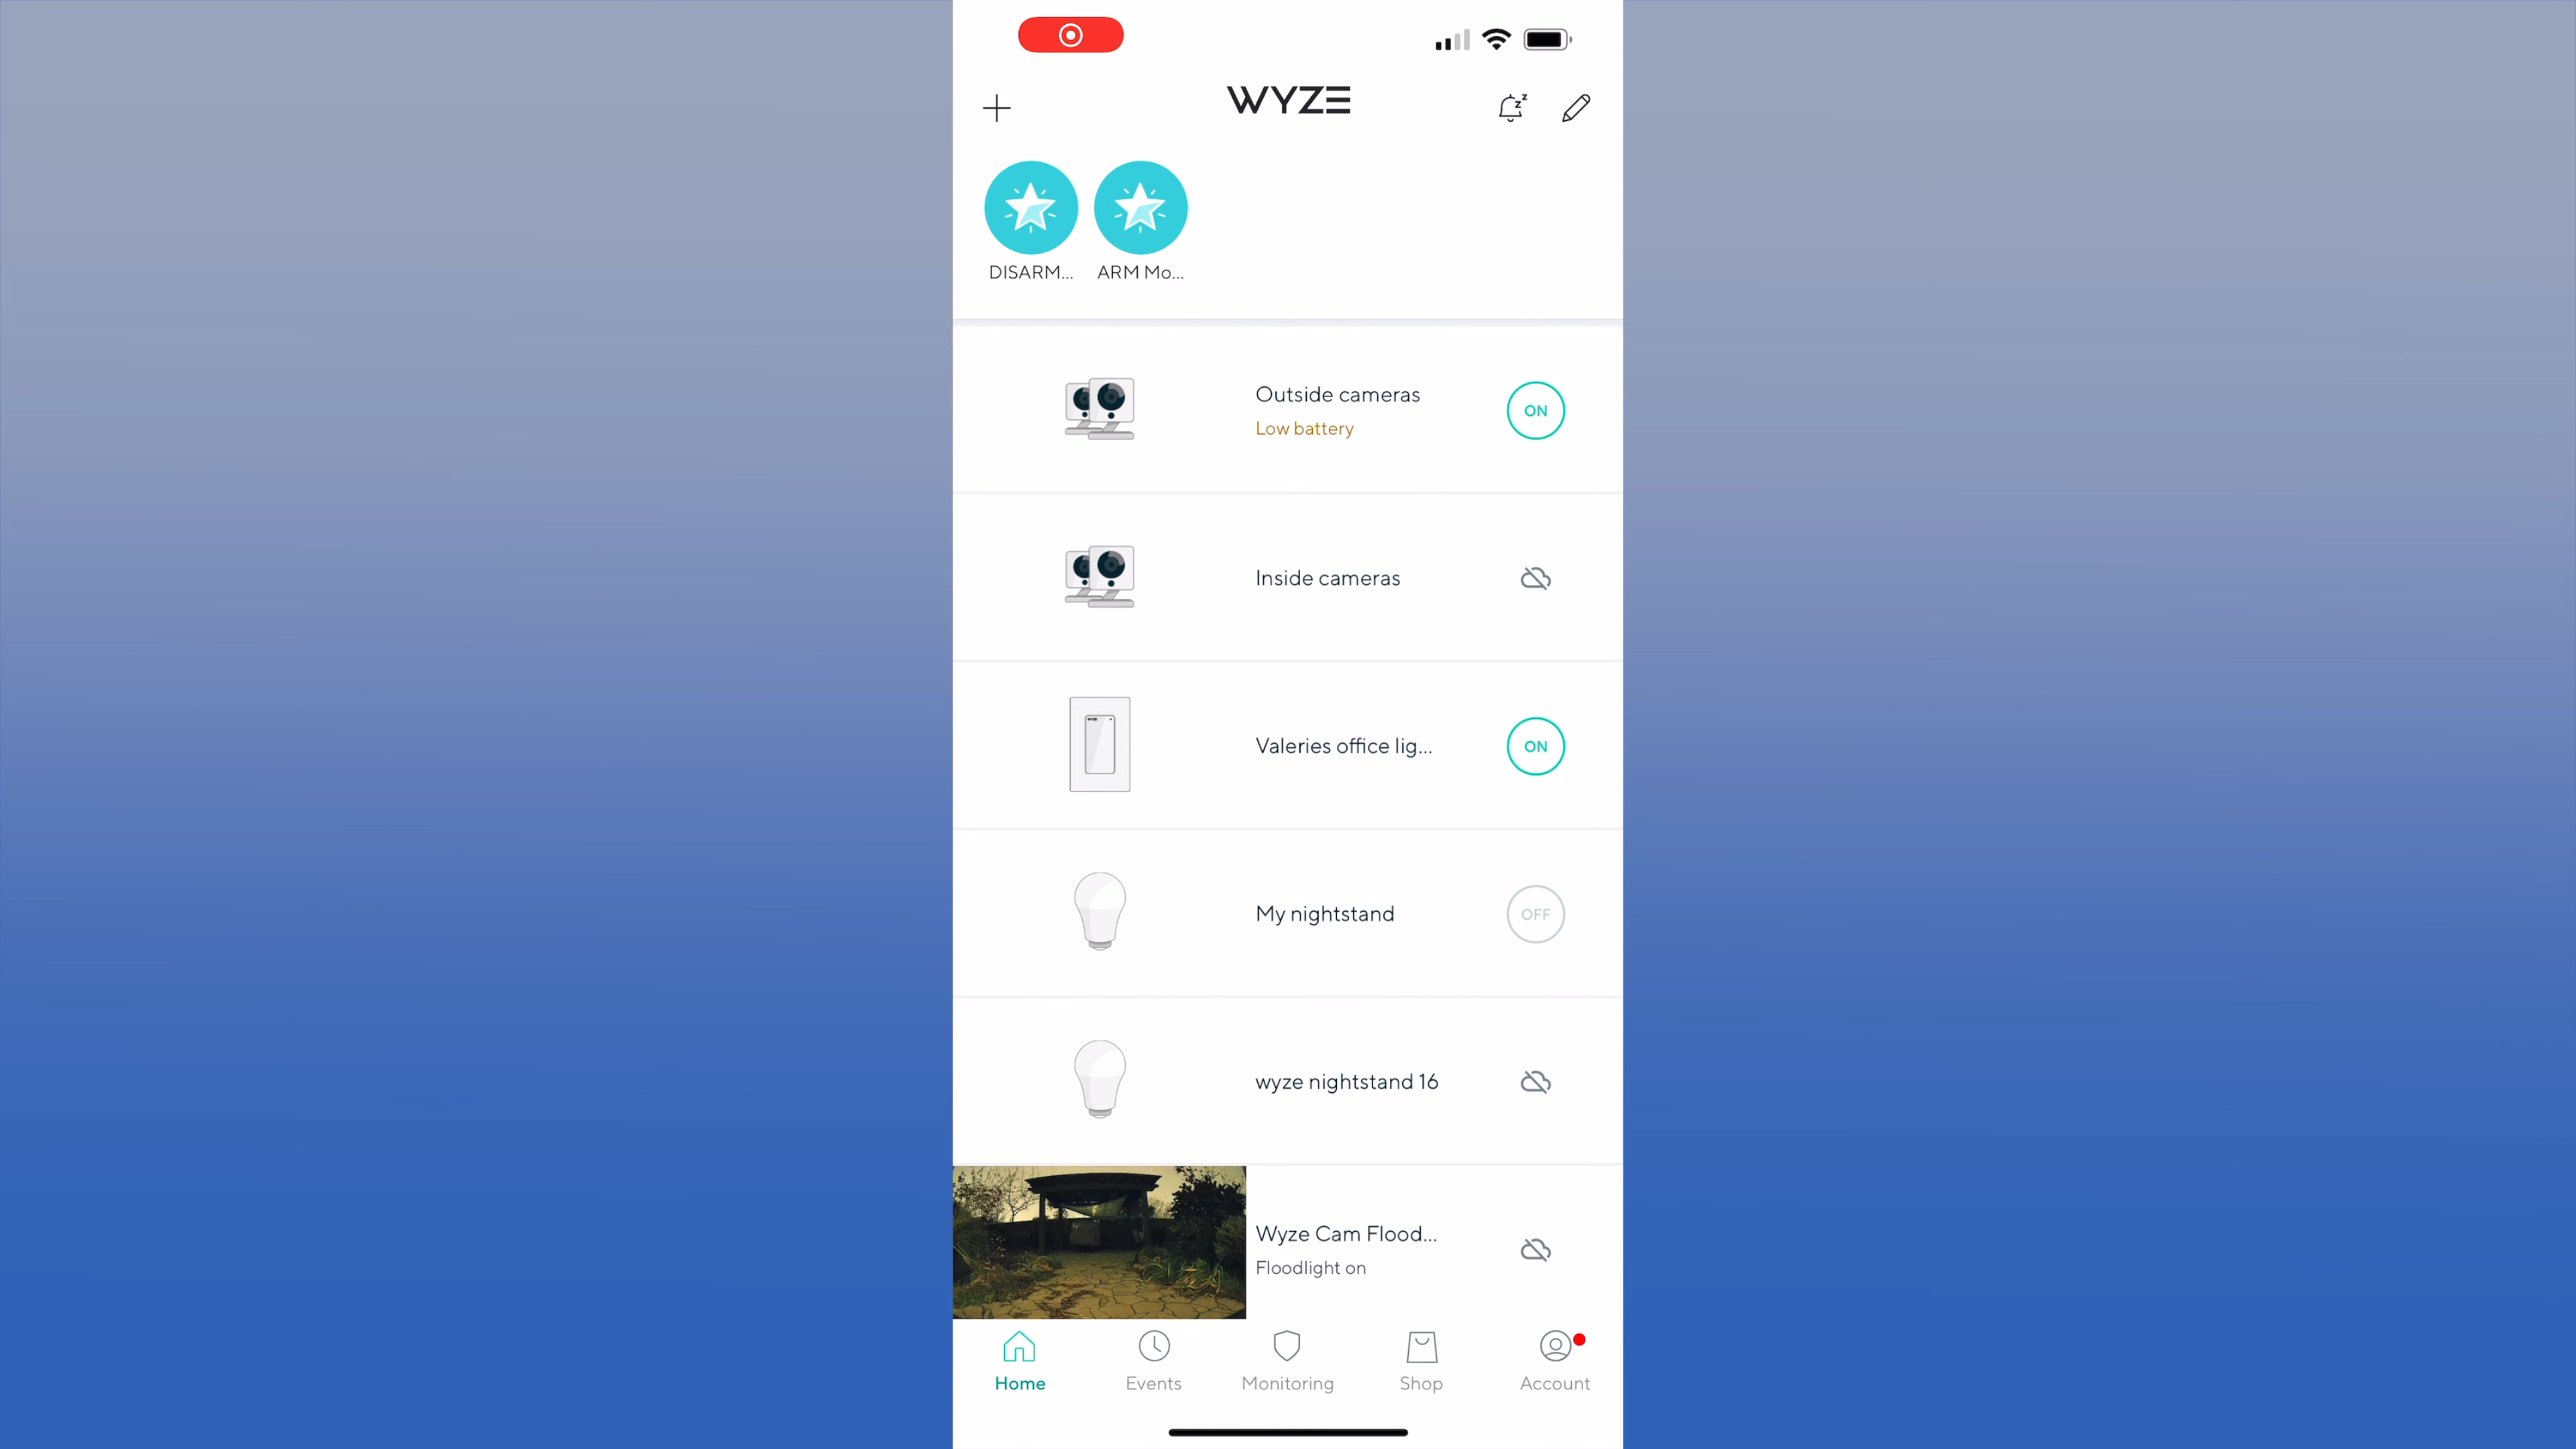 WYZE
DISARM...
ARM Mo...
Outside cameras
Low battery
ON
Inside cameras
Valeries office lig...
ON
My nightstand
OFF
wyze nightstand 16
Wyze Cam Flood...
Floodlight on
Home
Events
Monitoring
Shop
Account